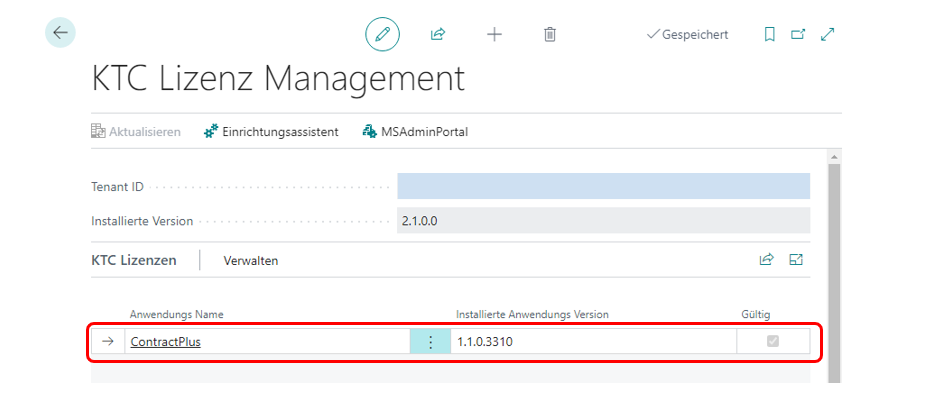 Gespeichert
KTC Lizenz Management
Aktualisieren Einrichtungsassistent MSAdminPortal
Tenant ID
Installierte Version 2.1.0.0
KTC Lizenzen Verwalten
Anwendungs Name Installierte Anwendungs Version Gültig
ContractPlus 1.1.0.3310